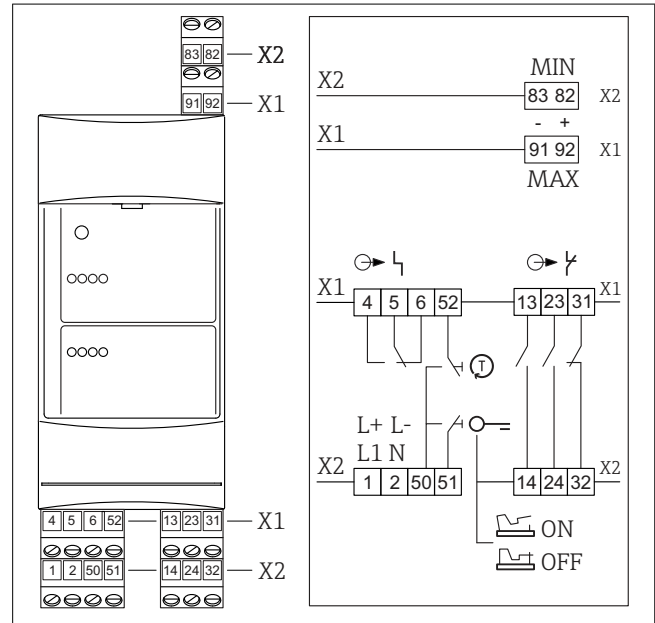 83 82 X2
91 92 X1
4 5 6 52 13 23 31 X1
1 2 50 51 14 24 32 X2
MIN
X2 83 82 X2
- +
X1 91 92 X1
MAX
X1 4 5 6 52 13 23 31 X1
T
L+ L-
L1 N
X2 1 2 50 51 14 24 32 X2
ON
OFF